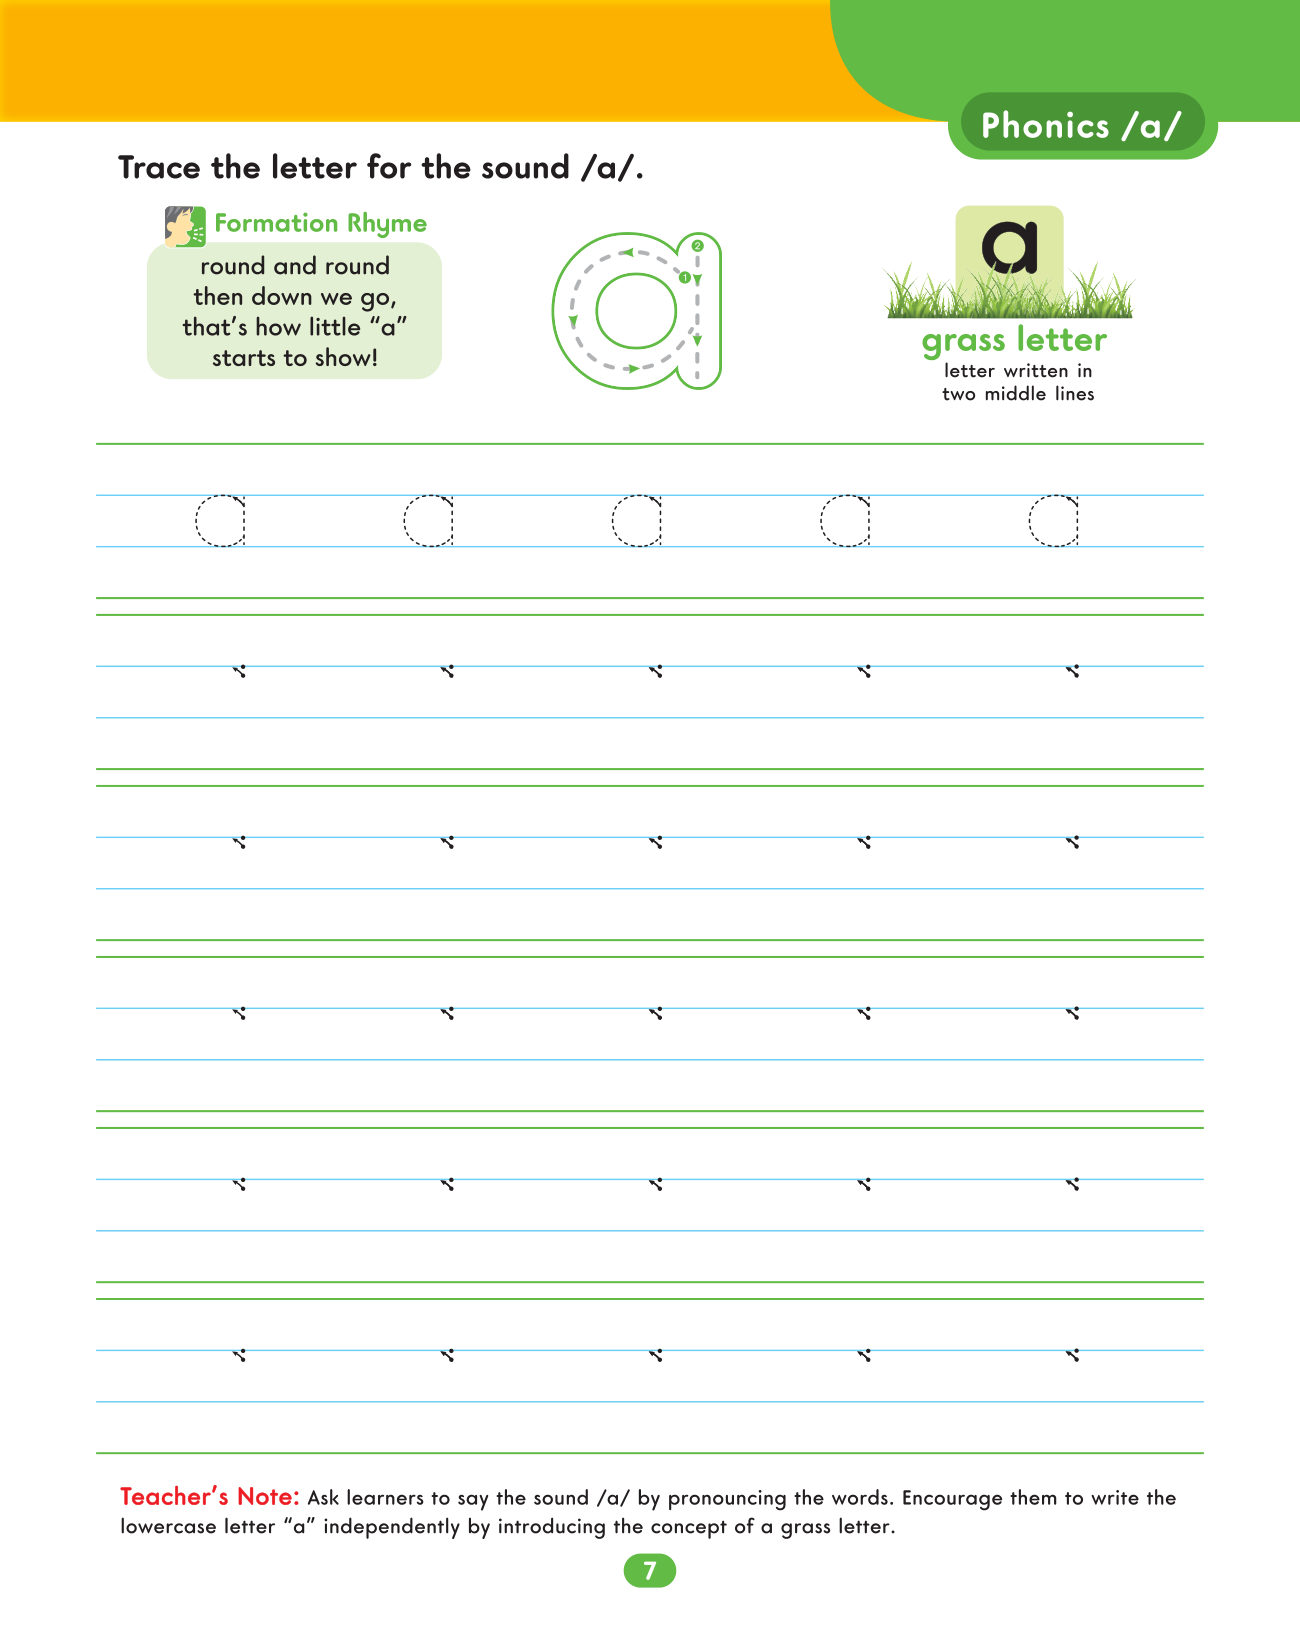 Phonics /a/
Trace the letter for the sound /a/.
Formation Rhyme
round and round
then down we go,
that's how little “a”
starts to show!
1
2
a
grass letter
letter written in
two middle lines
a a a a a
Teacher's Note: Ask learners to say the sound /a/ by pronouncing the words. Encourage them to write the
lowercase letter “a” independently by introducing the concept of a grass letter.
7